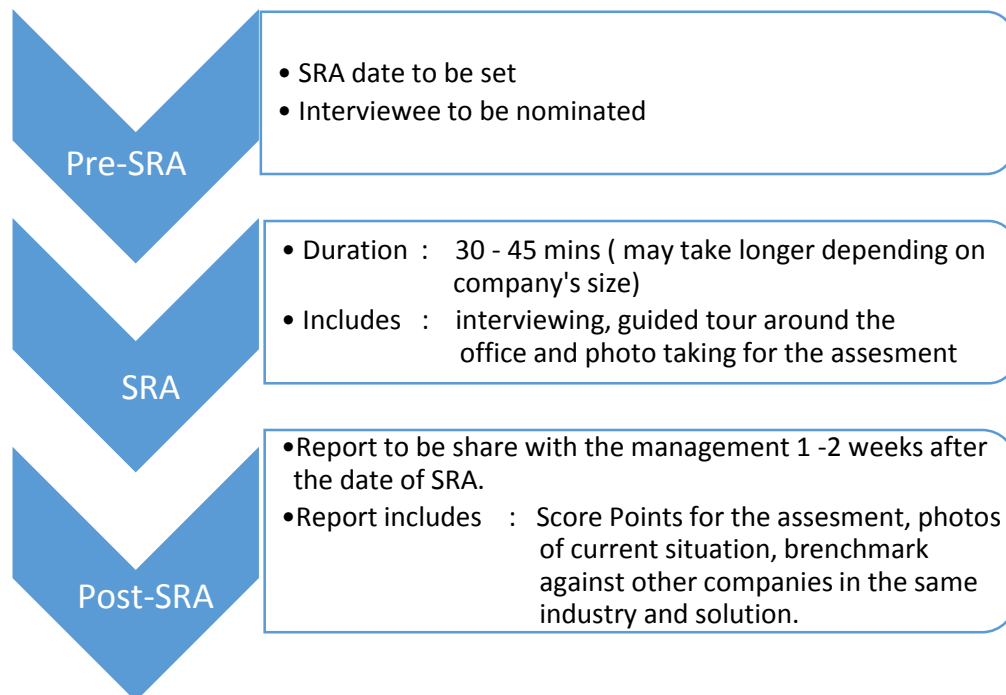 Pre-SRA
• SRA date to be set
• Interviewee to be nominated
SRA
• Duration : 30 - 45 mins ( may take longer depending on
company's size)
• Includes : interviewing, guided tour around the
office and photo taking for the assesment
Post-SRA
•Report to be share with the management 1 -2 weeks after
the date of SRA.
•Report includes : Score Points for the assesment, photos
of current situation, brenchmark
against other companies in the same
industry and solution.